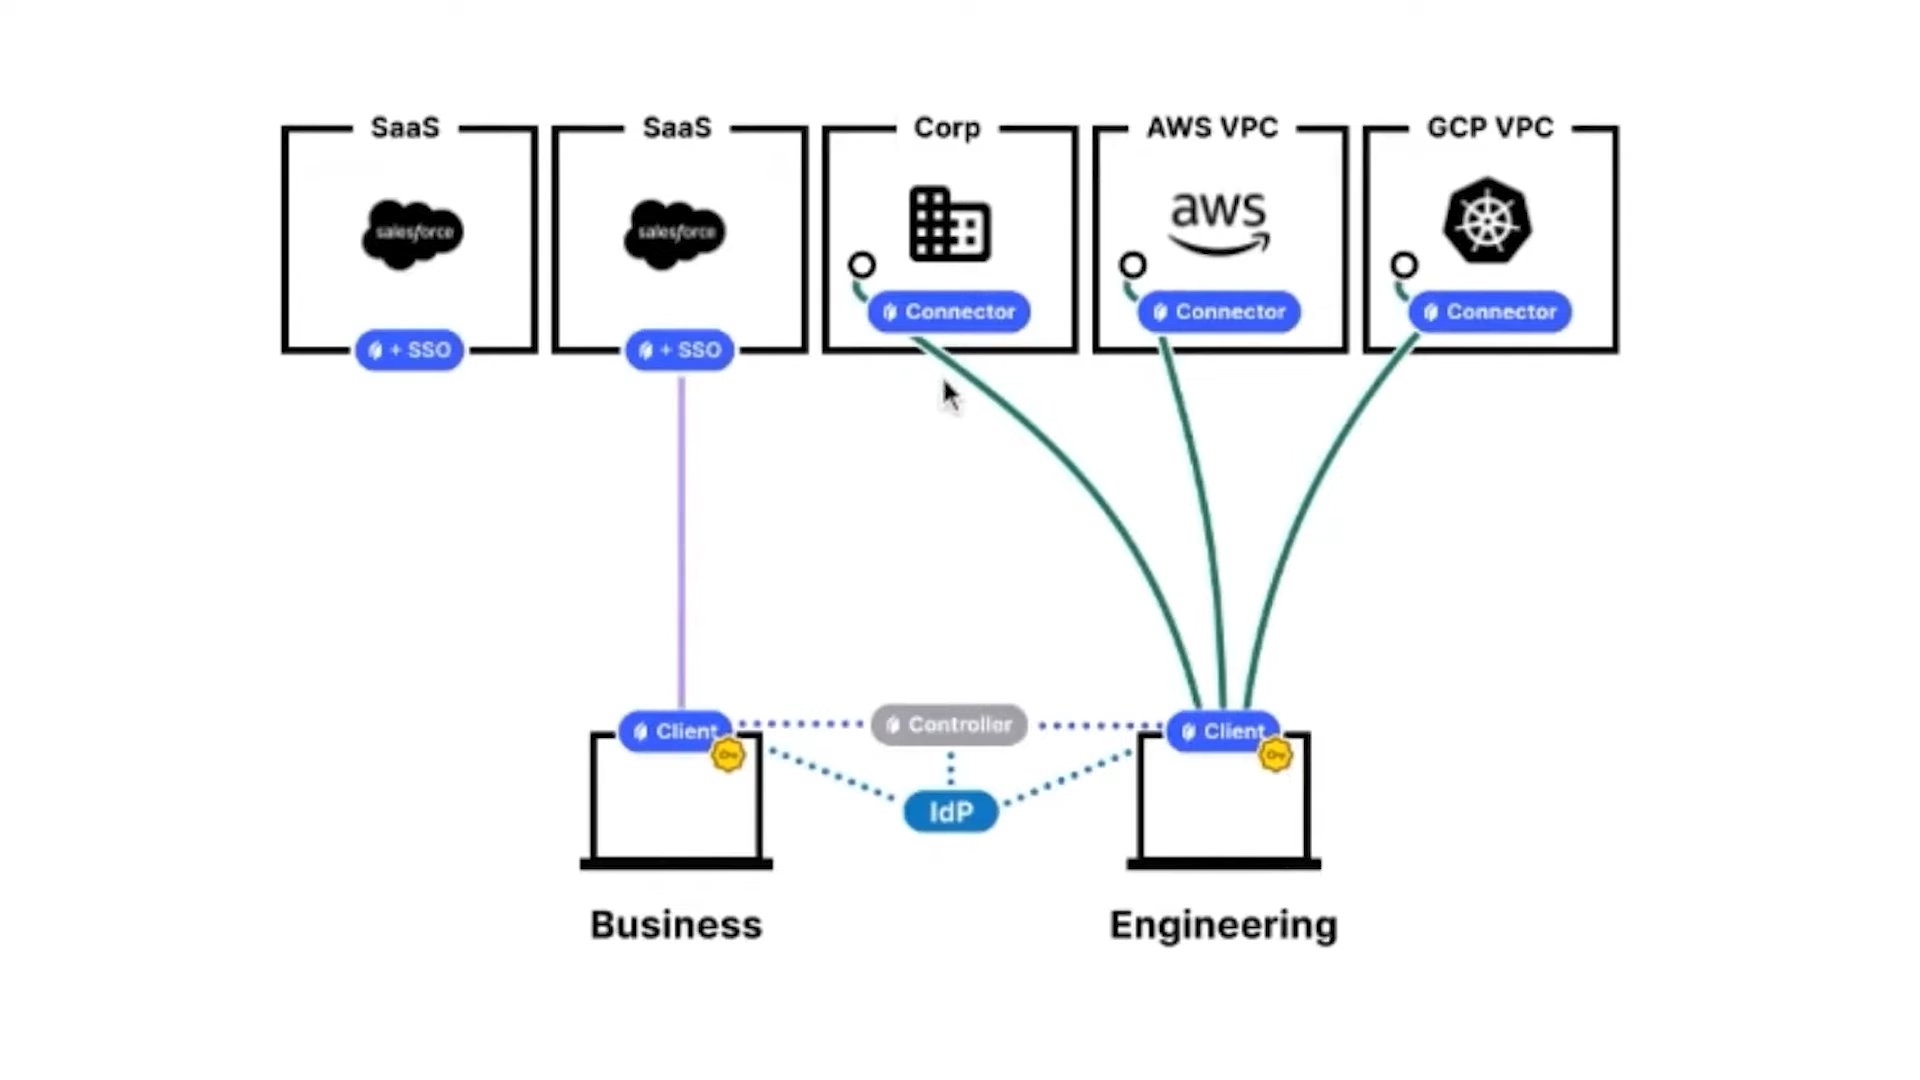 SaaS
SaaS
Corp
AWS VPC
GCP VPC
salesforce
salesforce
aws
Connector
Connector
Connector
+ SSO
+ SSO
Client
Controller
Client
IdP
Business
Engineering